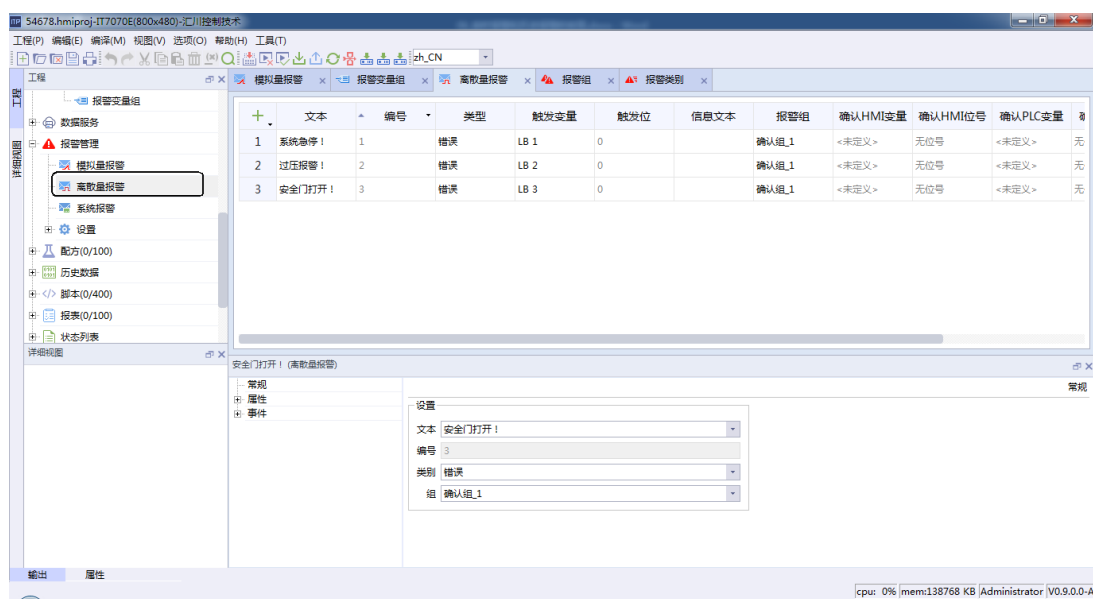 54678.hmiproj-IT7070E(800x480)-汇川控制技术
工程(P) 编辑(E) 编译(M) 视图(V) 选项(O) 帮助(H) 工具(T)
zh_CN
工程
模拟量报警 报警变量组 离散量报警 报警组 报警类别
工程
详细视图
报警变量组
数据服务
报警管理
模拟量报警
离散量报警
系统报警
设置
配方(0/100)
历史数据
脚本(0/400)
报表(0/100)
状态列表
文本 编号 类型 触发变量 触发位 信息文本 报警组 确认HMI变量 确认HMI位号 确认PLC变量
1 系统急停！ 1 错误 LB 1 0 确认组_1 <未定义> 无位号 <未定义> 无
2 过压报警！ 2 错误 LB 2 0 确认组_1 <未定义> 无位号 <未定义> 无
3 安全门打开！ 3 错误 LB 3 0 确认组_1 <未定义> 无位号 <未定义> 无
详细视图
安全门打开！(离散量报警)
常规
属性
事件
常规
设置
文本 安全门打开！
编号 3
类别 错误
组 确认组_1
输出 属性
cpu: 0% mem:138768 KB Administrator V0.9.0.0-A